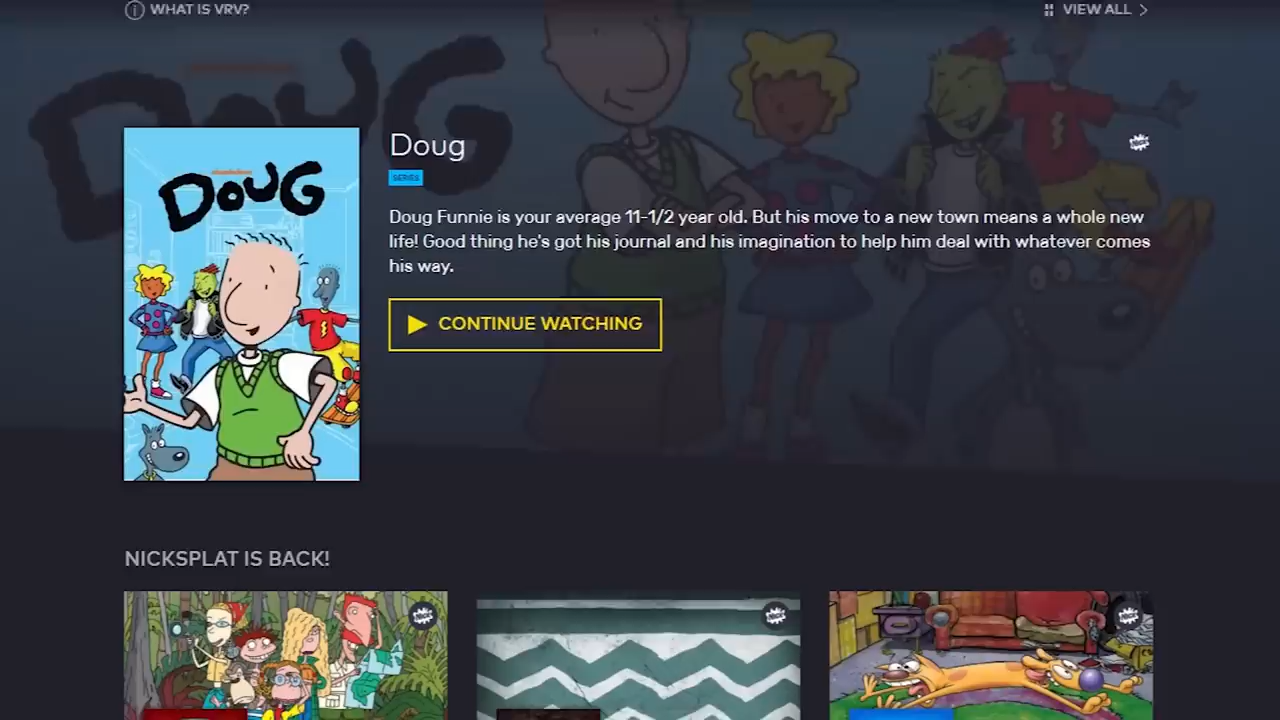 WHAT IS VRV?
VIEW ALL
DOUG
nickelodeon
DOUG
Doug
SERIES
Doug Funnie is your average 11-1/2 year old. But his move to a new town means a whole new
life! Good thing he's got his journal and his imagination to help him deal with whatever comes
his way.
CONTINUE WATCHING
NICKSPLAT IS BACK!